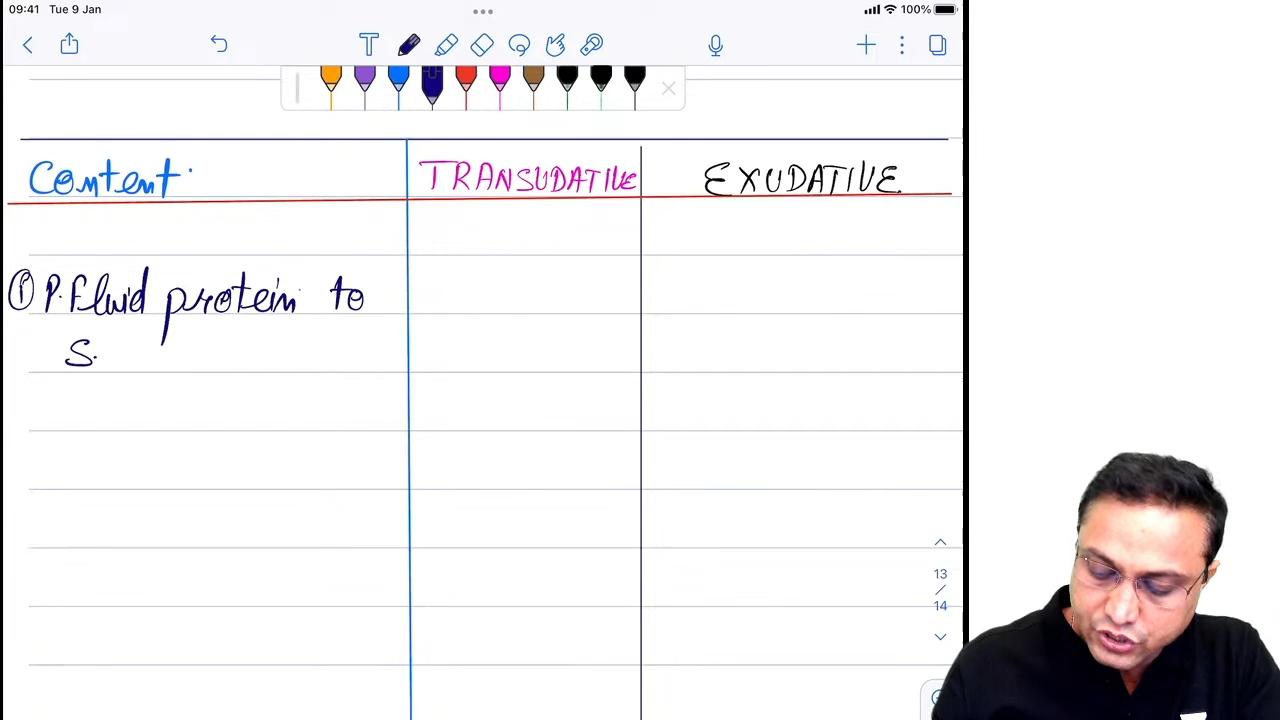 09:41 Tue 9 Jan
100%
Content
TRANSUDATIVE
EXUDATIVE
① P. Fluid protein to
S.
13
/
14